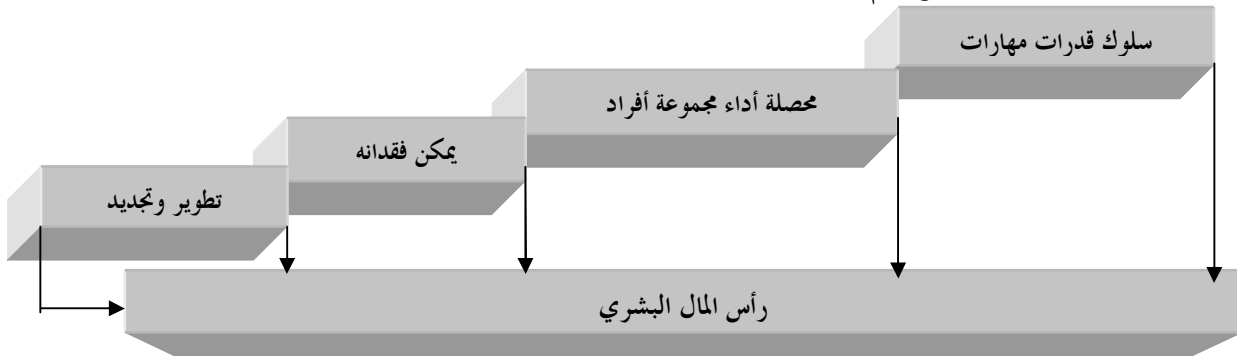 سلوك قدرات مهارات
محصلة أداء مجموعة أفراد
يمكن فقدانه
تطوير وتجديد
رأس المال البشري